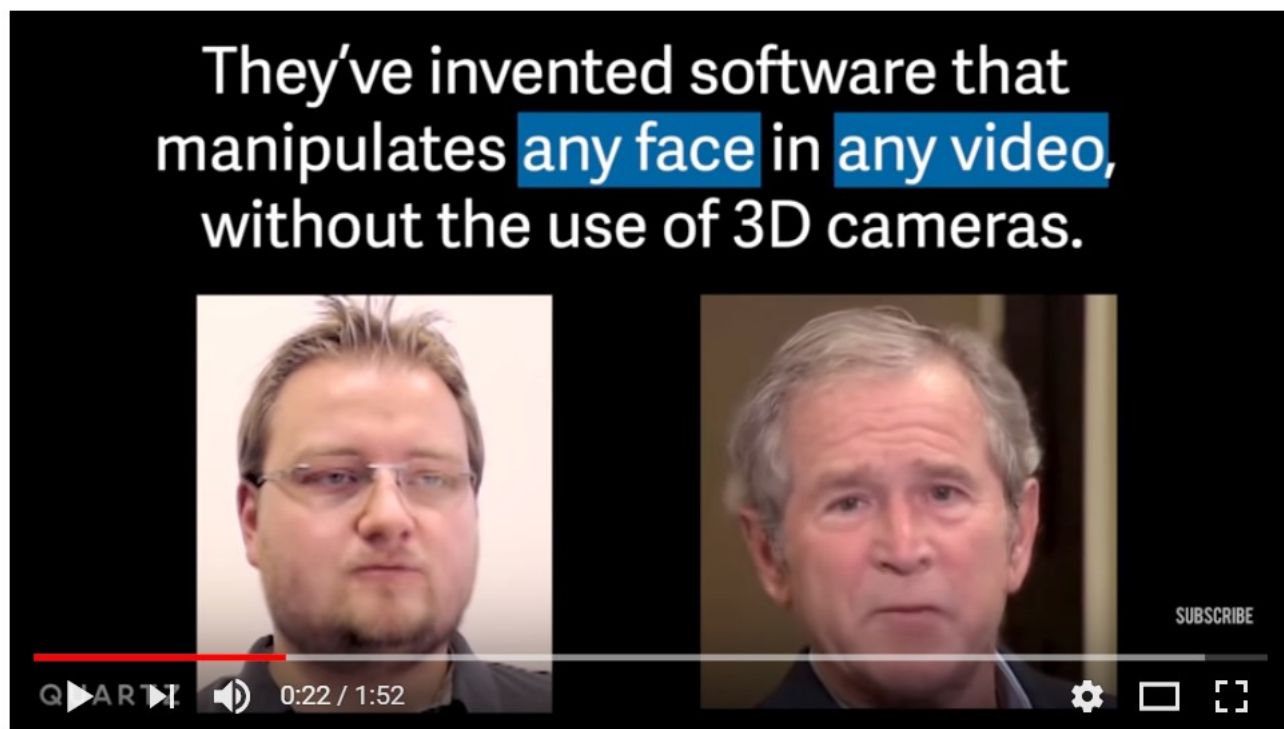 They've invented software that
manipulates any face in any video,
without the use of 3D cameras.
SUBSCRIBE
QUARTZ
0:22 / 1:52